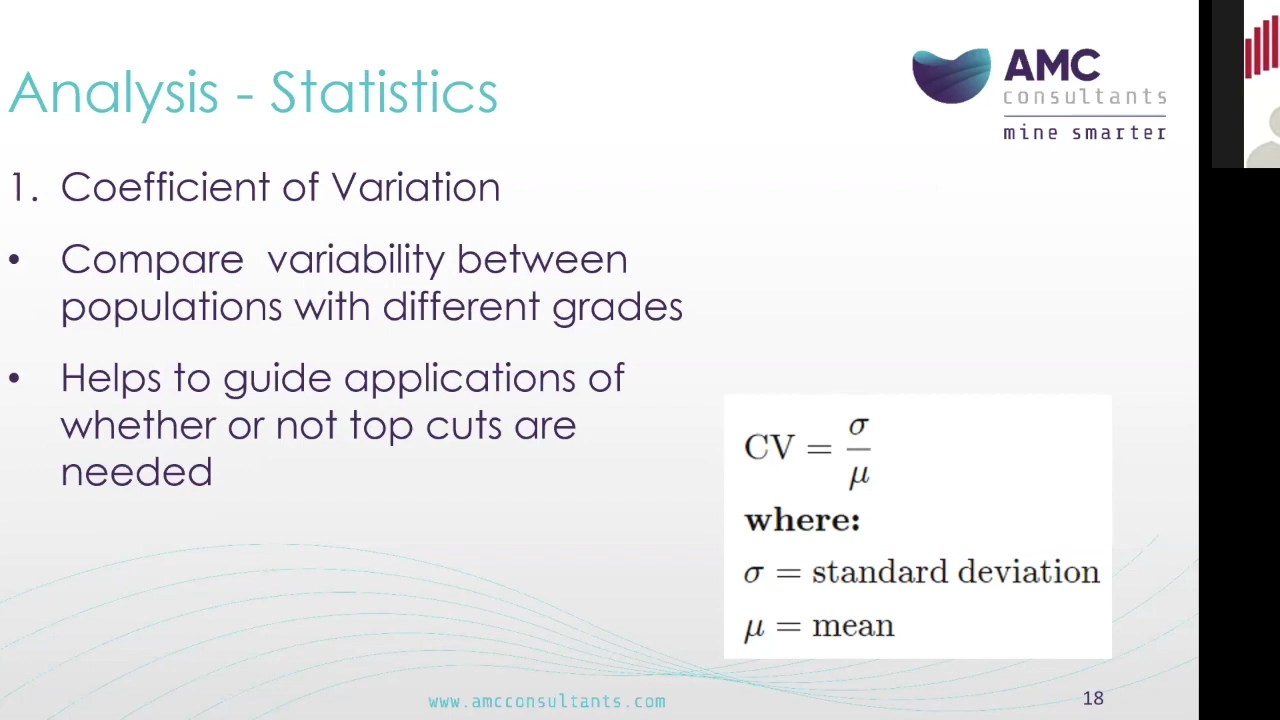 Analysis - Statistics
AMC
consultants
mine smarter
1. Coefficient of Variation
• Compare variability between
populations with different grades
• Helps to guide applications of
whether or not top cuts are
needed
CV = σ/μ
where:
σ = standard deviation
μ = mean
www.amcconsultants.com
18